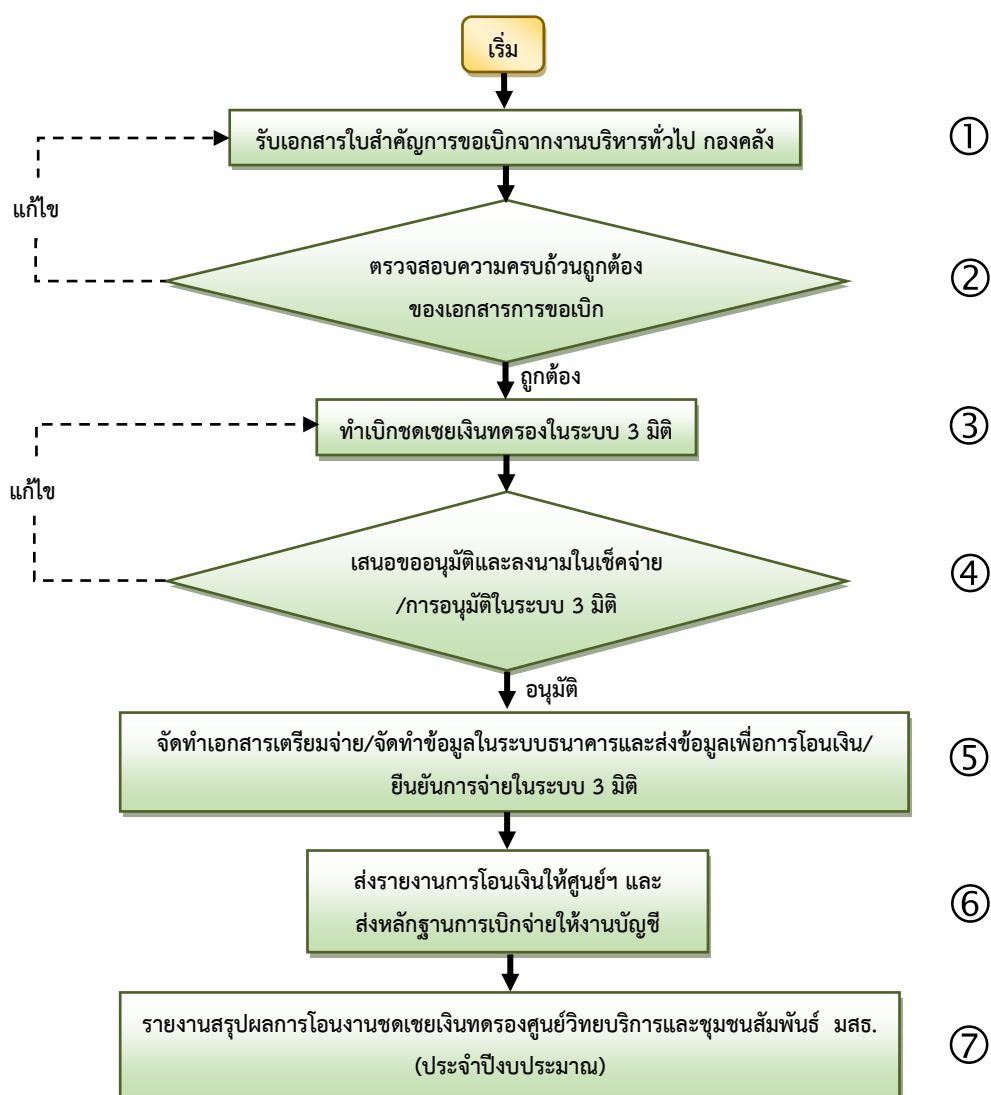 เริ่ม
รับเอกสารใบสำคัญการขอเบิกจากงานบริหารทั่วไป กองคลัง
①
แก้ไข
ตรวจสอบความครบถ้วนถูกต้อง
ของเอกสารการขอเบิก
②
ถูกต้อง
ทำเบิกชดเชยเงินทดรองในระบบ 3 มิติ
③
แก้ไข
เสนอขออนุมัติและลงนามในเช็คจ่าย
/การอนุมัติในระบบ 3 มิติ
④
อนุมัติ
จัดทำเอกสารเตรียมจ่าย/จัดทำข้อมูลในระบบธนาคารและส่งข้อมูลเพื่อการโอนเงิน/
ยืนยันการจ่ายในระบบ 3 มิติ
⑤
ส่งรายงานการโอนเงินให้ศูนย์ฯ และ
ส่งหลักฐานการเบิกจ่ายให้งานบัญชี
⑥
รายงานสรุปผลการโอนงานชดเชยเงินทดรองศูนย์วิทยบริการและชุมชนสัมพันธ์ มสธ.
(ประจำปีงบประมาณ)
⑦